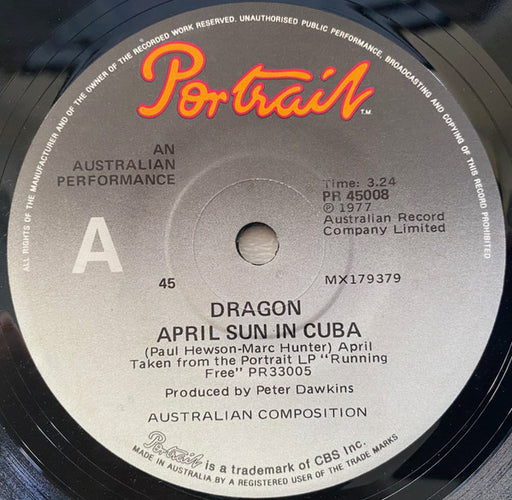 ALL RIGHTS OF THE MANUFACTURER AND OF THE OWNER OF THE RECORDED WORK RESERVED. UNAUTHORISED PUBLIC PERFORMANCE, BROADCASTING AND COPYING OF THIS RECORD PROHIBITED
Portrait
T.M.
AN
AUSTRALIAN
PERFORMANCE
Time: 3.24
PR 45008
℗ 1977
Australian Record
Company Limited
A
45
MX179379
DRAGON
APRIL SUN IN CUBA
(Paul Hewson-Marc Hunter) April
Taken from the Portrait LP "Running
Free" PR33005
Produced by Peter Dawkins
AUSTRALIAN COMPOSITION
Portrait is a trademark of CBS Inc.
MADE IN AUSTRALIA BY A REGISTERED USER OF THE TRADE MARKS